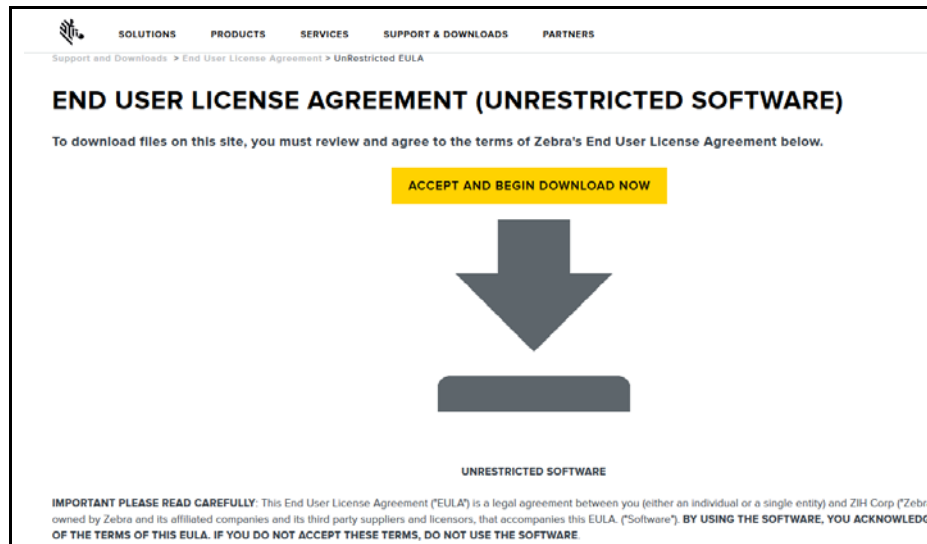 SOLUTIONS PRODUCTS SERVICES SUPPORT & DOWNLOADS PARTNERS
Support and Downloads > End User License Agreement > UnRestricted EULA
END USER LICENSE AGREEMENT (UNRESTRICTED SOFTWARE)
To download files on this site, you must review and agree to the terms of Zebra's End User License Agreement below.
ACCEPT AND BEGIN DOWNLOAD NOW
UNRESTRICTED SOFTWARE
IMPORTANT PLEASE READ CAREFULLY: This End User License Agreement ("EULA") is a legal agreement between you (either an individual or a single entity) and ZIH Corp ("Zebr
owned by Zebra and its affiliated companies and its third party suppliers and licensors, that accompanies this EULA. ("Software"). BY USING THE SOFTWARE, YOU ACKNOWLEDG
OF THE TERMS OF THIS EULA. IF YOU DO NOT ACCEPT THESE TERMS, DO NOT USE THE SOFTWARE.